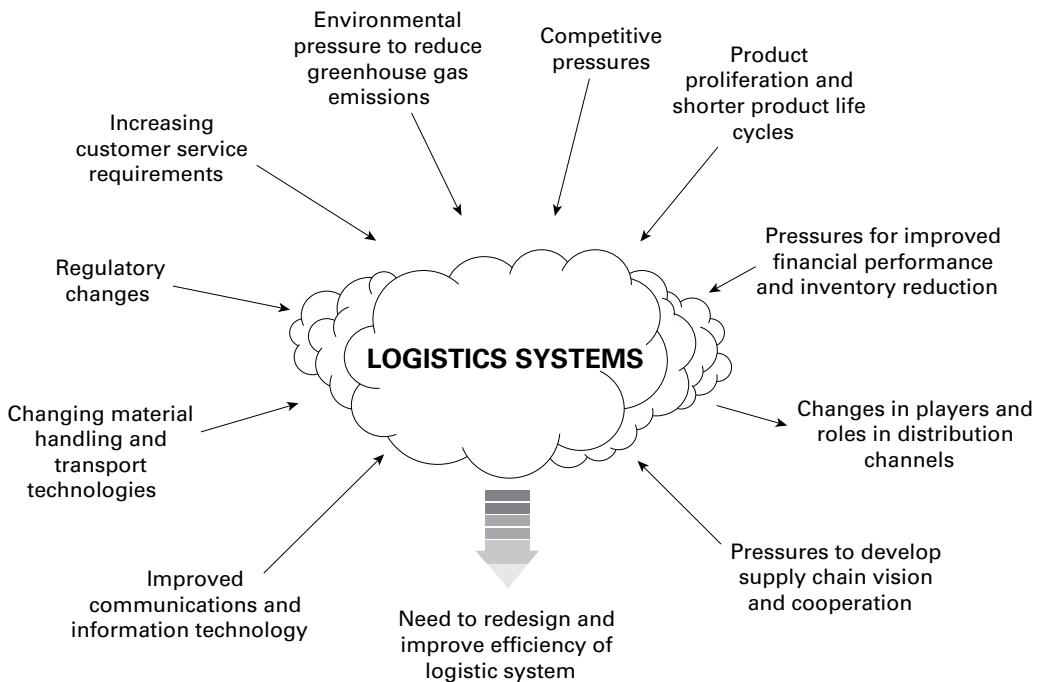 Environmental
pressure to reduce
greenhouse gas
emissions
Competitive
pressures
Product
proliferation and
shorter product life
cycles
Increasing
customer service
requirements
Pressures for improved
financial performance
and inventory reduction
Regulatory
changes
LOGISTICS SYSTEMS
Changing material
handling and
transport
technologies
Changes in players and
roles in distribution
channels
Improved
communications and
information technology
Pressures to develop
supply chain vision
and cooperation
Need to redesign and
improve efficiency of
logistic system